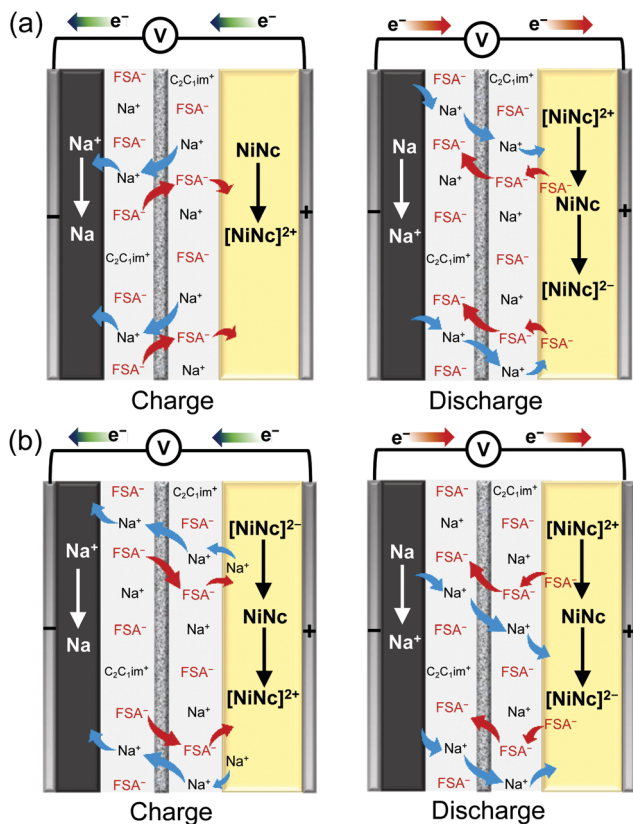 (a)
e⁻ V e⁻
−
Na⁺
Na
FSA⁻
Na⁺
FSA⁻
Na⁺
FSA⁻
C₂C₁im⁺
FSA⁻
Na⁺
FSA⁻
C₂C₁im⁺
FSA⁻
Na⁺
FSA⁻
Na⁺
FSA⁻
Na⁺
FSA⁻
Na⁺
NiNc
[NiNc]²⁺
+
Charge
e⁻ V e⁻
−
Na
Na⁺
FSA⁻
Na⁺
FSA⁻
Na⁺
FSA⁻
C₂C₁im⁺
FSA⁻
Na⁺
FSA⁻
C₂C₁im⁺
FSA⁻
Na⁺
FSA⁻
Na⁺
FSA⁻
Na⁺
FSA⁻
Na⁺
[NiNc]²⁺
FSA⁻
NiNc
[NiNc]²⁻
FSA⁻
+
Discharge
(b)
e⁻ V e⁻
−
Na⁺
Na
FSA⁻
Na⁺
FSA⁻
Na⁺
FSA⁻
C₂C₁im⁺
FSA⁻
Na⁺
FSA⁻
C₂C₁im⁺
FSA⁻
Na⁺
FSA⁻
Na⁺
FSA⁻
Na⁺
FSA⁻
Na⁺
[NiNc]²⁻
Na⁺
NiNc
[NiNc]²⁺
Na⁺
+
Charge
e⁻ V e⁻
−
Na
Na⁺
FSA⁻
Na⁺
FSA⁻
Na⁺
FSA⁻
C₂C₁im⁺
FSA⁻
Na⁺
FSA⁻
C₂C₁im⁺
FSA⁻
Na⁺
FSA⁻
Na⁺
FSA⁻
Na⁺
FSA⁻
Na⁺
[NiNc]²⁺
FSA⁻
NiNc
[NiNc]²⁻
FSA⁻
+
Discharge